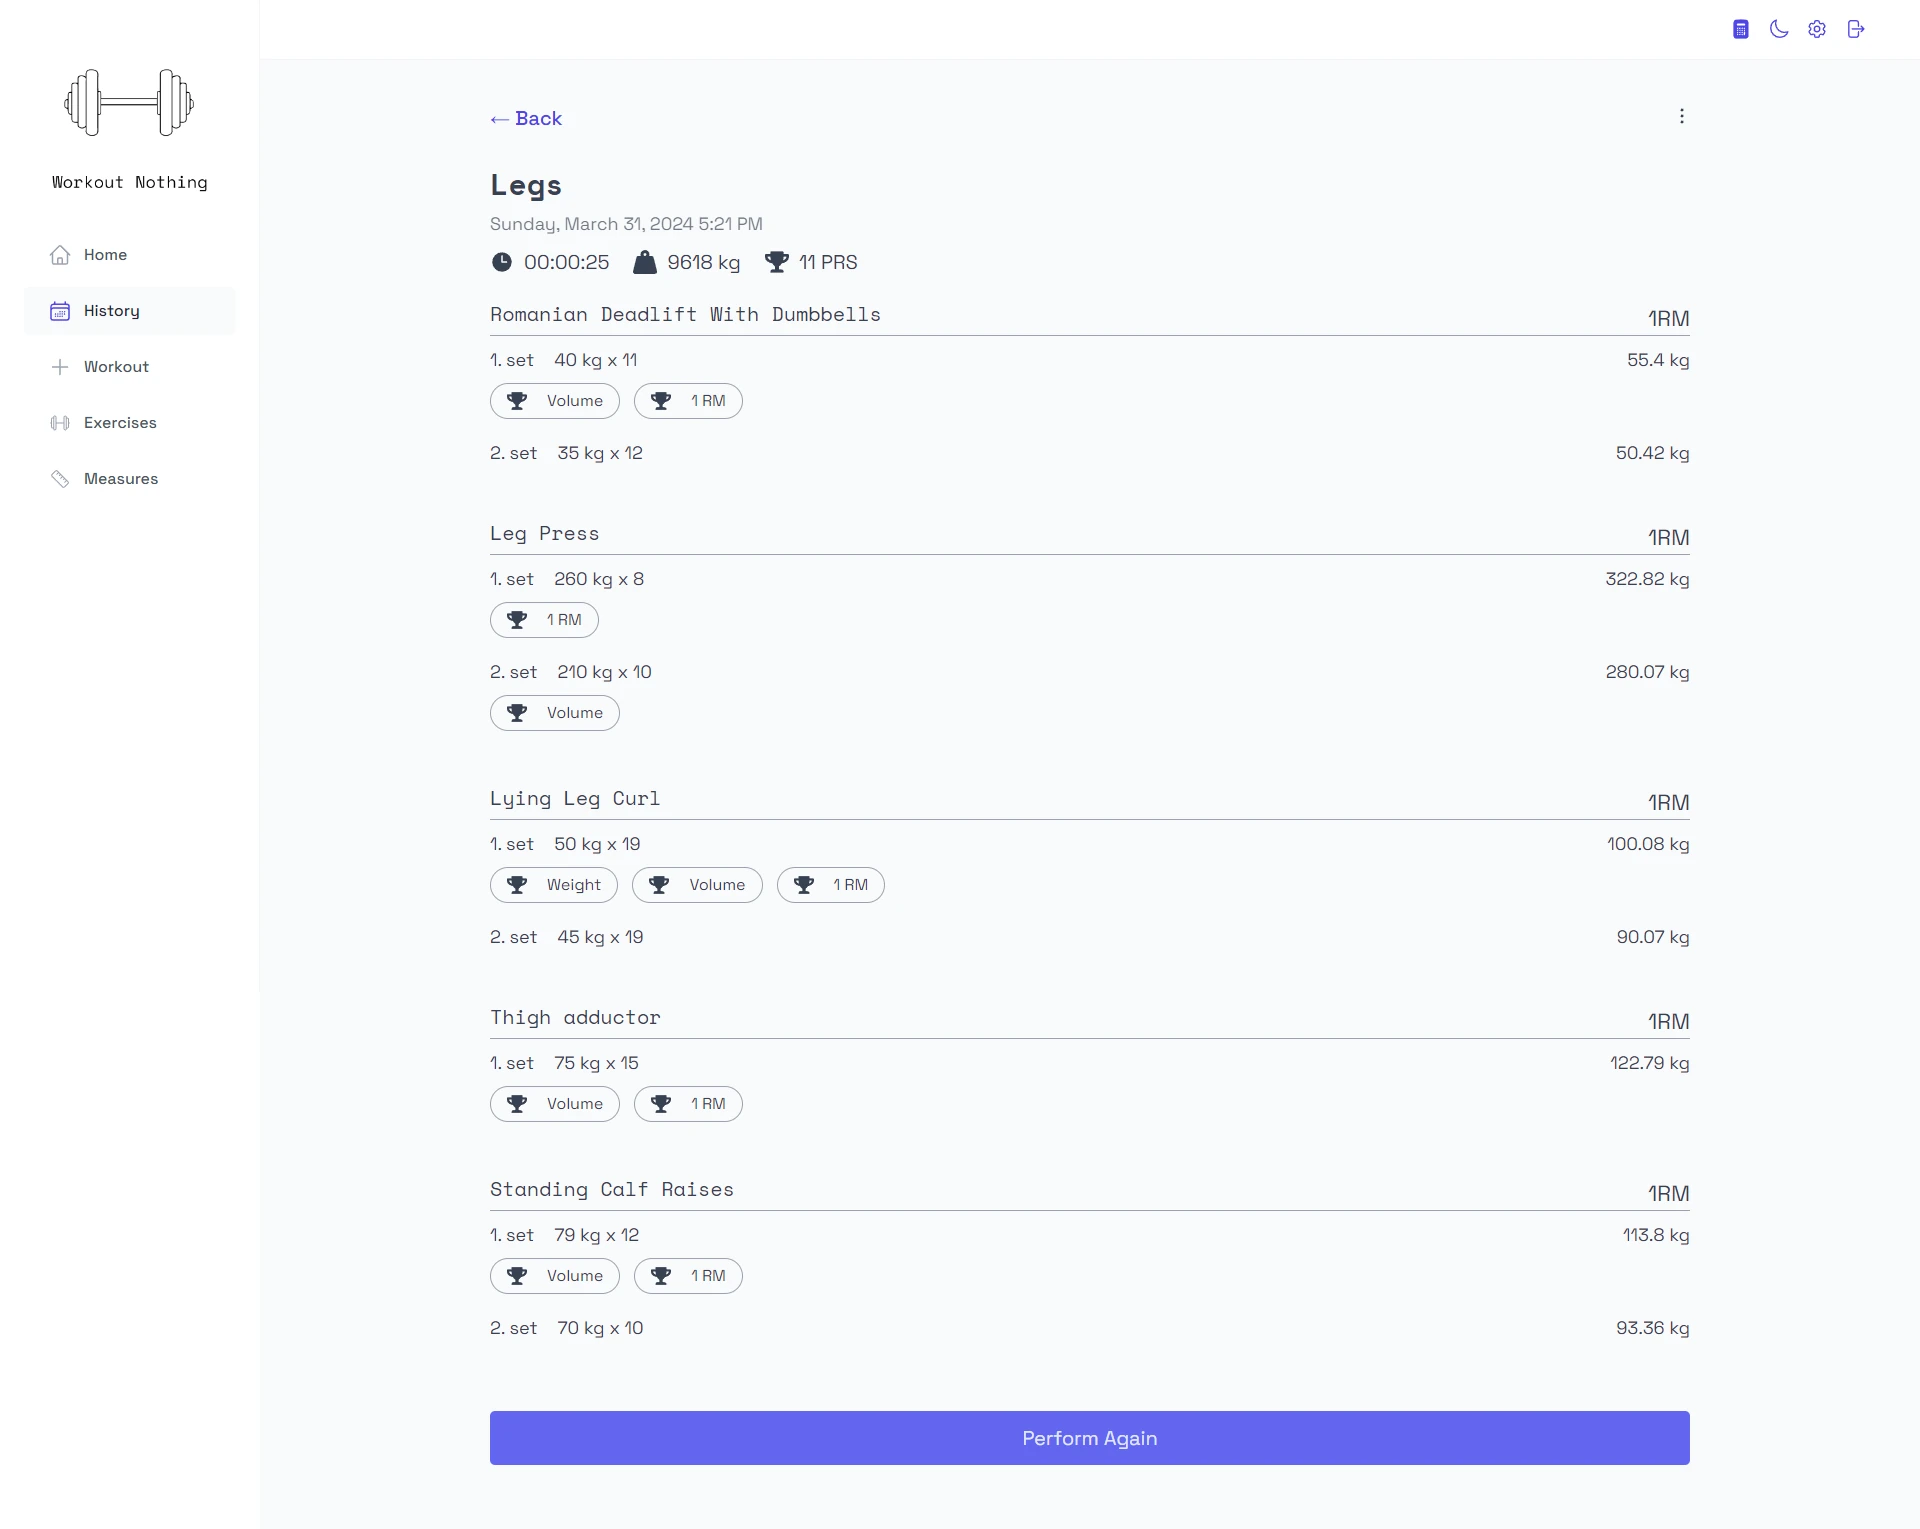 Workout Nothing
Home
History
Workout
Exercises
Measures
← Back
Legs
Sunday, March 31, 2024 5:21 PM
00:00:25 9618 kg 11 PRS
Romanian Deadlift With Dumbbells 1RM
1. set 40 kg x 11 55.4 kg
Volume 1 RM
2. set 35 kg x 12 50.42 kg
Leg Press 1RM
1. set 260 kg x 8 322.82 kg
1 RM
2. set 210 kg x 10 280.07 kg
Volume
Lying Leg Curl 1RM
1. set 50 kg x 19 100.08 kg
Weight Volume 1 RM
2. set 45 kg x 19 90.07 kg
Thigh adductor 1RM
1. set 75 kg x 15 122.79 kg
Volume 1 RM
Standing Calf Raises 1RM
1. set 79 kg x 12 113.8 kg
Volume 1 RM
2. set 70 kg x 10 93.36 kg
Perform Again